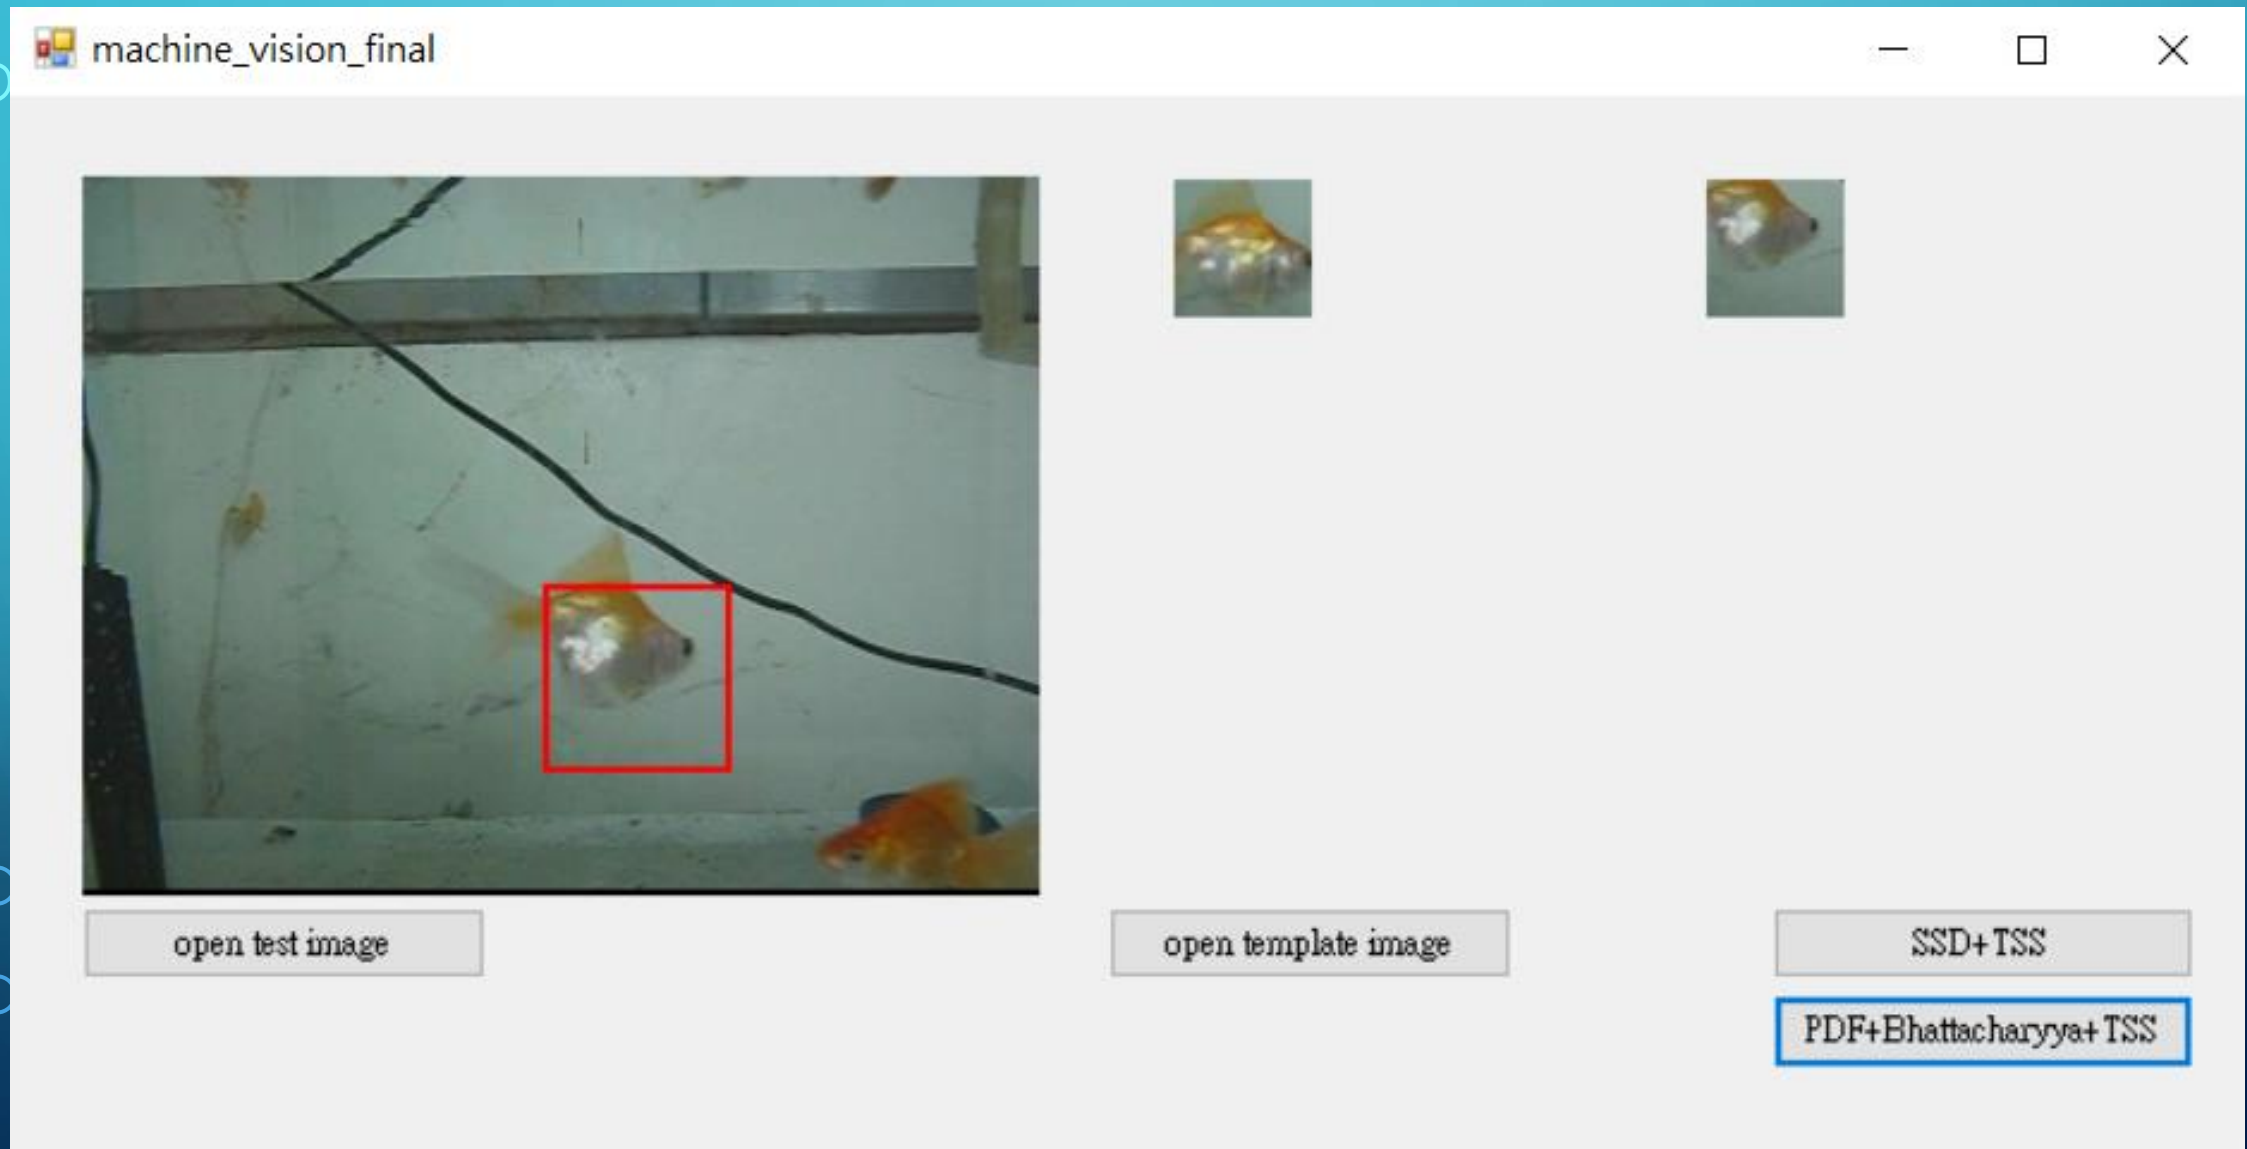 machine_vision_final
open test image
open template image
SSD+TSS
PDF+Bhattacharyya+TSS